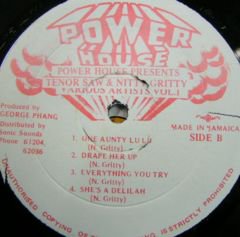 POWER
HOUSE
POWER HOUSE PRESENTS
TENOR SAW & NITTY GRITTY
VARIOUS ARTISTS VOL.1
Produced by
GEORGE PHANG
Distributed by
Sonic Sounds
Phone 61204,
62086
MADE IN JAMAICA
SIDE B
1. ONE AUNTY LULU
(N. Gritty)
2. DRAPE HER UP
(N. Gritty)
3. EVERYTHING YOU TRY
(N. Gritty)
4. SHE'S A DELILAH
(N. Gritty)
UNAUTHORISED COPYING OF IS STRICTLY PROHIBITED